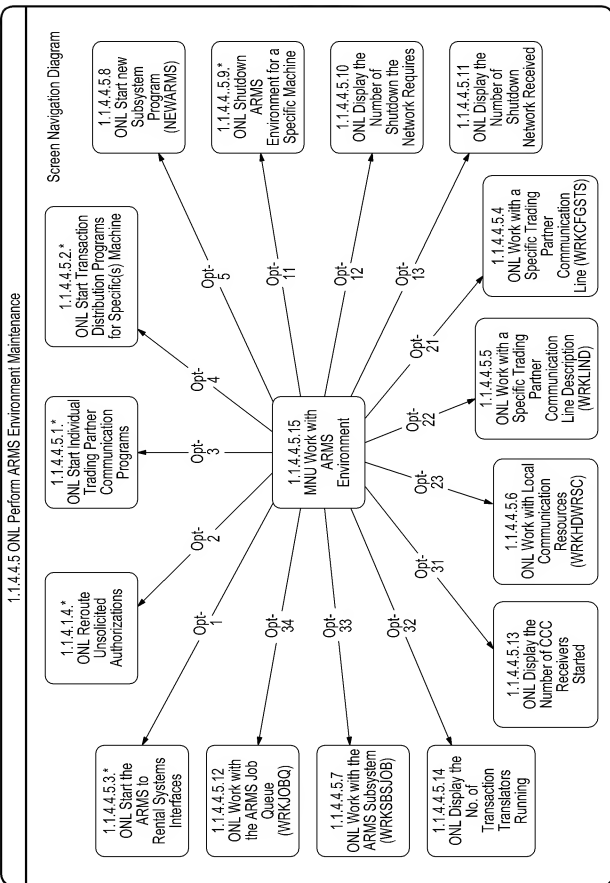 1.1.4.4.5 ONL Perform ARMS Environment Maintenance
Screen Navigation Diagram
1.1.4.4.5.3.*
ONL Start the
ARMS to
Rental Systems
Interfaces
1.1.4.1.4.*
ONL Reroute
Unsolicited
Authorizations
1.1.4.4.5.1.*
ONL Start Individual
Trading Partner
Communication
Programs
1.1.4.4.5.2.*
ONL Start Transaction
Distribution Programs
for Specific(s) Machine
1.1.4.4.5.8
ONL Start new
Subsystem
Program
(NEWARMS)
Opt-
1
Opt-
2
Opt-
3
Opt-
4
Opt-
5
1.1.4.4.5.12
ONL Work with
the ARMS Job
Queue
(WRKJOBQ)
Opt-
34
1.1.4.4.5.15
MNU Work with
ARMS
Environment
Opt-
11
1.1.4.4..5.9.*
ONL Shutdown
ARMS
Environment for a
Specific Machine
1.1.4.4.5.7
ONL Work with the
ARMS Subsystem
(WRKSBSJOB)
Opt-
33
Opt-
12
1.1.4.4.5.10
ONL Display the
Number of
Shutdown the
Network Requires
1.1.4.4.5.14
ONL Display the
No. of
Transaction
Translators
Running
Opt-
32
Opt-
31
Opt-
23
Opt-
22
Opt-
21
Opt-
13
1.1.4.4.5.11
ONL Display the
Number of
Shutdown
Network Received
1.1.4.4.5.13
ONL Display the
Number of CCC
Receivers
Started
1.1.4.4.5.6
ONL Work with Local
Communication
Resources
(WRKHDWRSC)
1.1.4.4.5.5
ONL Work with a
Specific Trading
Partner
Communication
Line Description
(WRKLIND)
1.1.4.4.5.4
ONL Work with a
Specific Trading
Partner
Communication
Line (WRKCFGSTS)